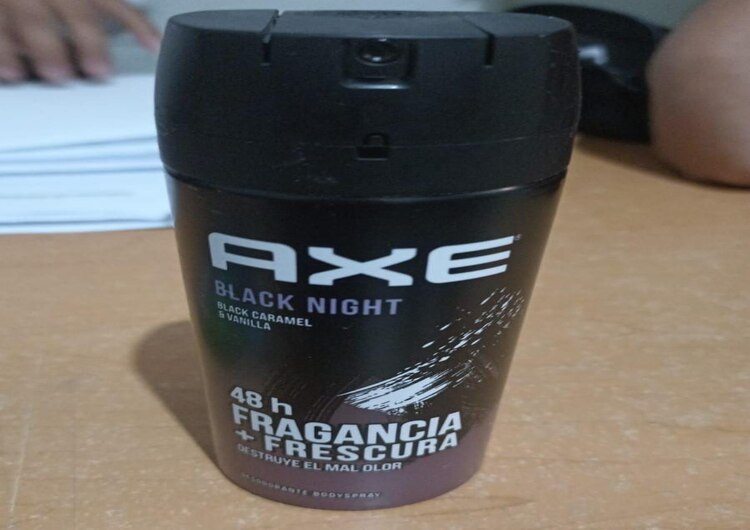 AXE
BLACK NIGHT
BLACK CARAMEL
& VANILLA
48 h
FRAGANCIA
+ FRESCURA
DESTRUYE EL MAL OLOR
DESODORANTE BODYSPRAY